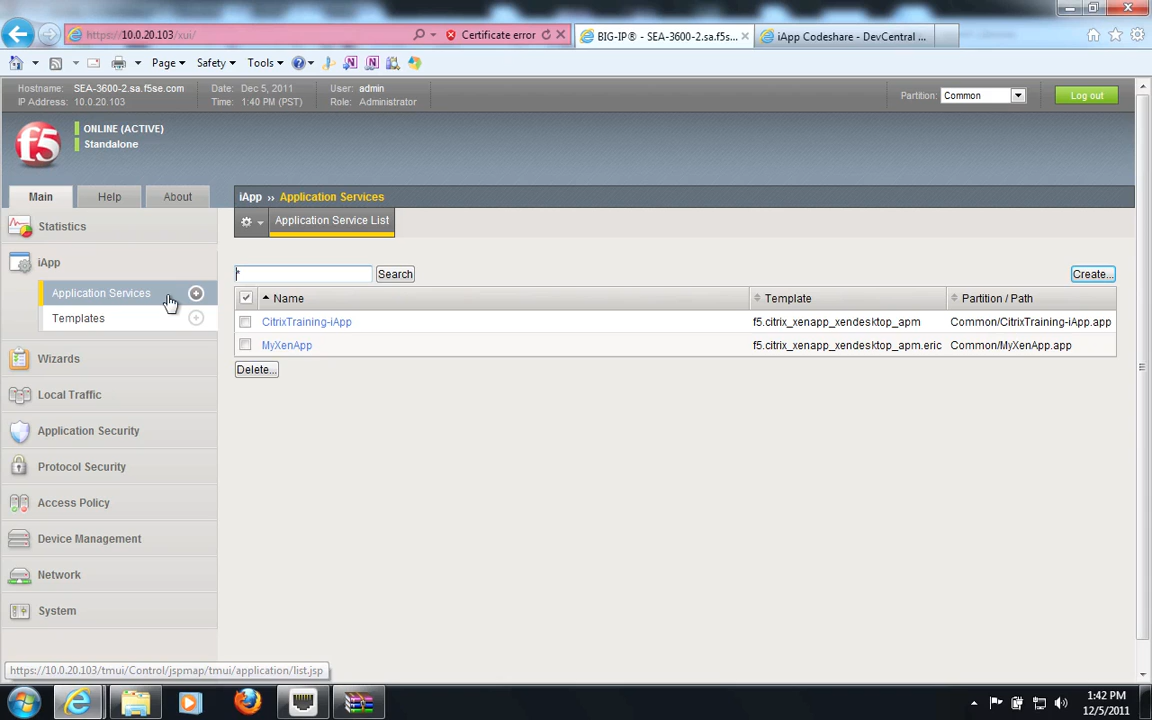 https://10.0.20.103/xui/
Certificate error
BIG-IP® - SEA-3600-2.sa.f5s...
iApp Codeshare - DevCentral ...
Page
Safety
Tools
Hostname: SEA-3600-2.sa.f5se.com
IP Address: 10.0.20.103
Date: Dec 5, 2011
Time: 1:40 PM (PST)
User: admin
Role: Administrator
Partition: Common
Log out
f5
ONLINE (ACTIVE)
Standalone
Main
Help
About
iApp ›› Application Services
Application Service List
Statistics
iApp
Application Services
Templates
Wizards
Local Traffic
Application Security
Protocol Security
Access Policy
Device Management
Network
System
*
Search
Create...
Name
Template
Partition / Path
CitrixTraining-iApp
f5.citrix_xenapp_xendesktop_apm
Common/CitrixTraining-iApp.app
MyXenApp
f5.citrix_xenapp_xendesktop_apm.eric
Common/MyXenApp.app
Delete...
https://10.0.20.103/tmui/Control/jspmap/tmui/application/list.jsp
1:42 PM
12/5/2011